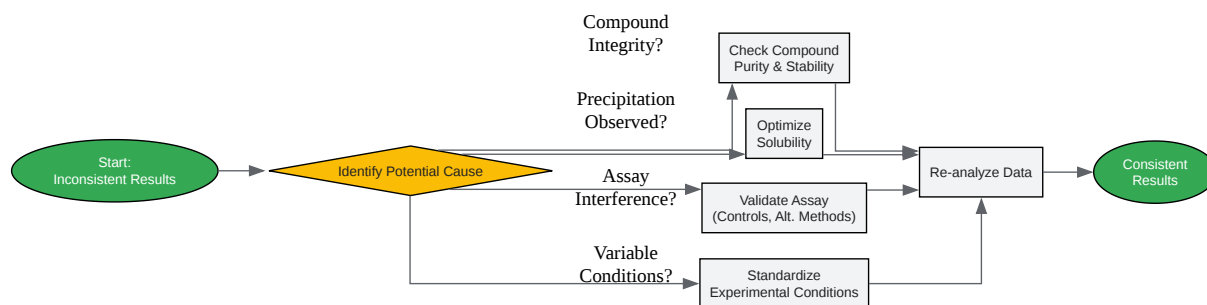 Compound
Integrity?
Check Compound
Purity & Stability
Precipitation
Observed?
Optimize
Solubility
Start:
Inconsistent Results
Identify Potential Cause
Assay
Interference?
Validate Assay
(Controls, Alt. Methods)
Re-analyze Data
Consistent
Results
Variable
Conditions?
Standardize
Experimental Conditions